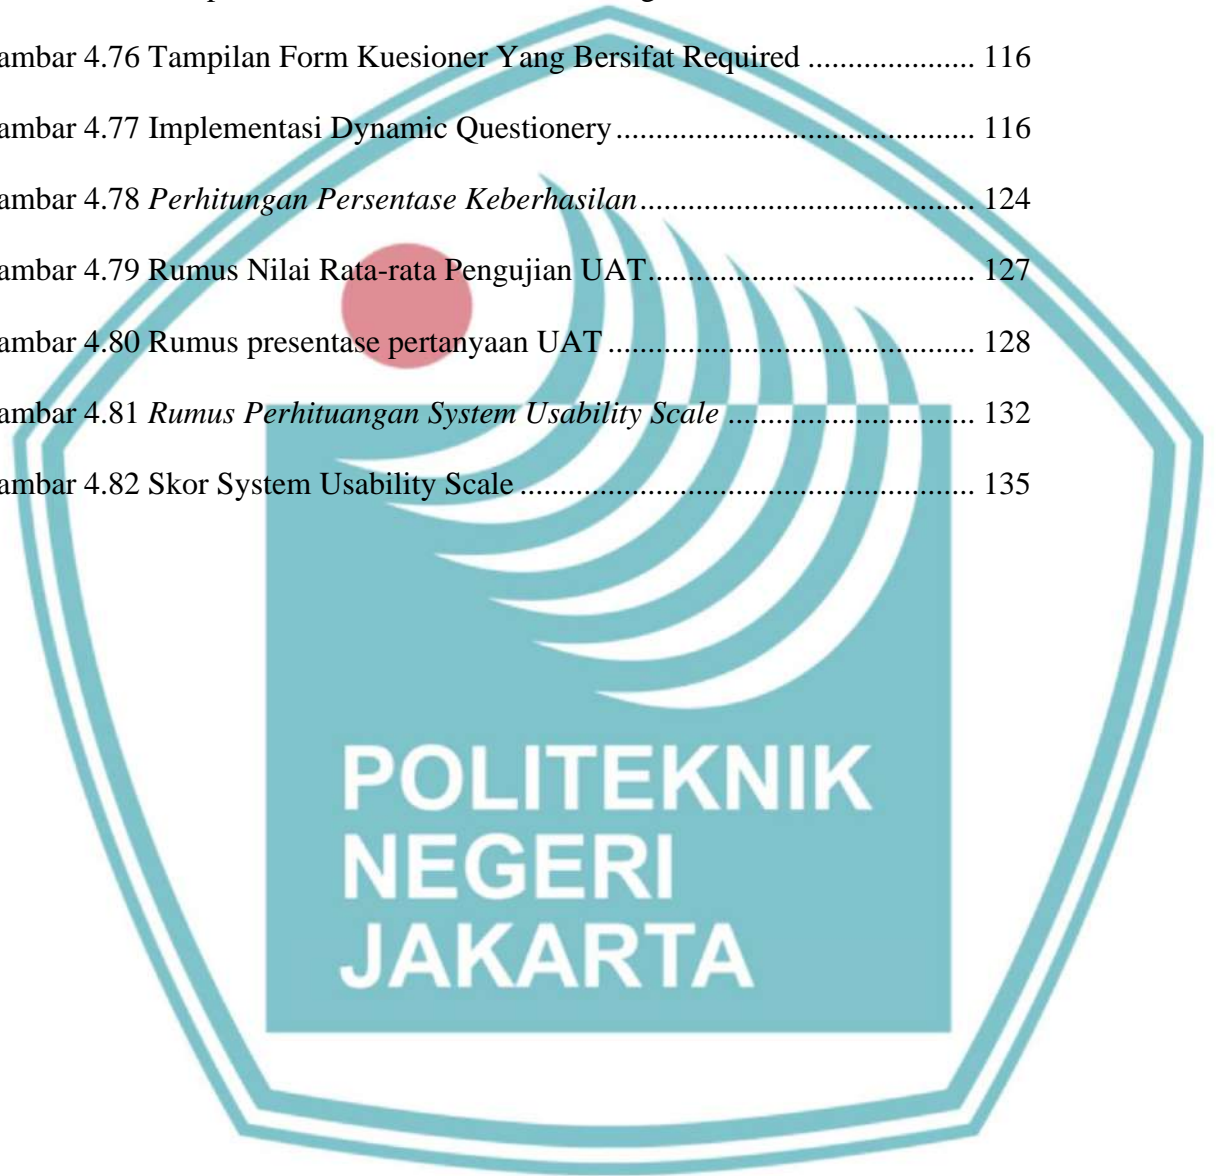 ambar 4.76 Tampilan Form Kuesioner Yang Bersifat Required .................... 116
ambar 4.77 Implementasi Dynamic Questionery ........................................... 116
ambar 4.78 Perhitungan Persentase Keberhasilan ........................................ 124
ambar 4.79 Rumus Nilai Rata-rata Pengujian UAT ....................................... 127
ambar 4.80 Rumus presentase pertanyaan UAT ............................................ 128
ambar 4.81 Rumus Perhituangan System Usability Scale .............................. 132
ambar 4.82 Skor System Usability Scale ...................................................... 135
POLITEKNIK
NEGERI
JAKARTA